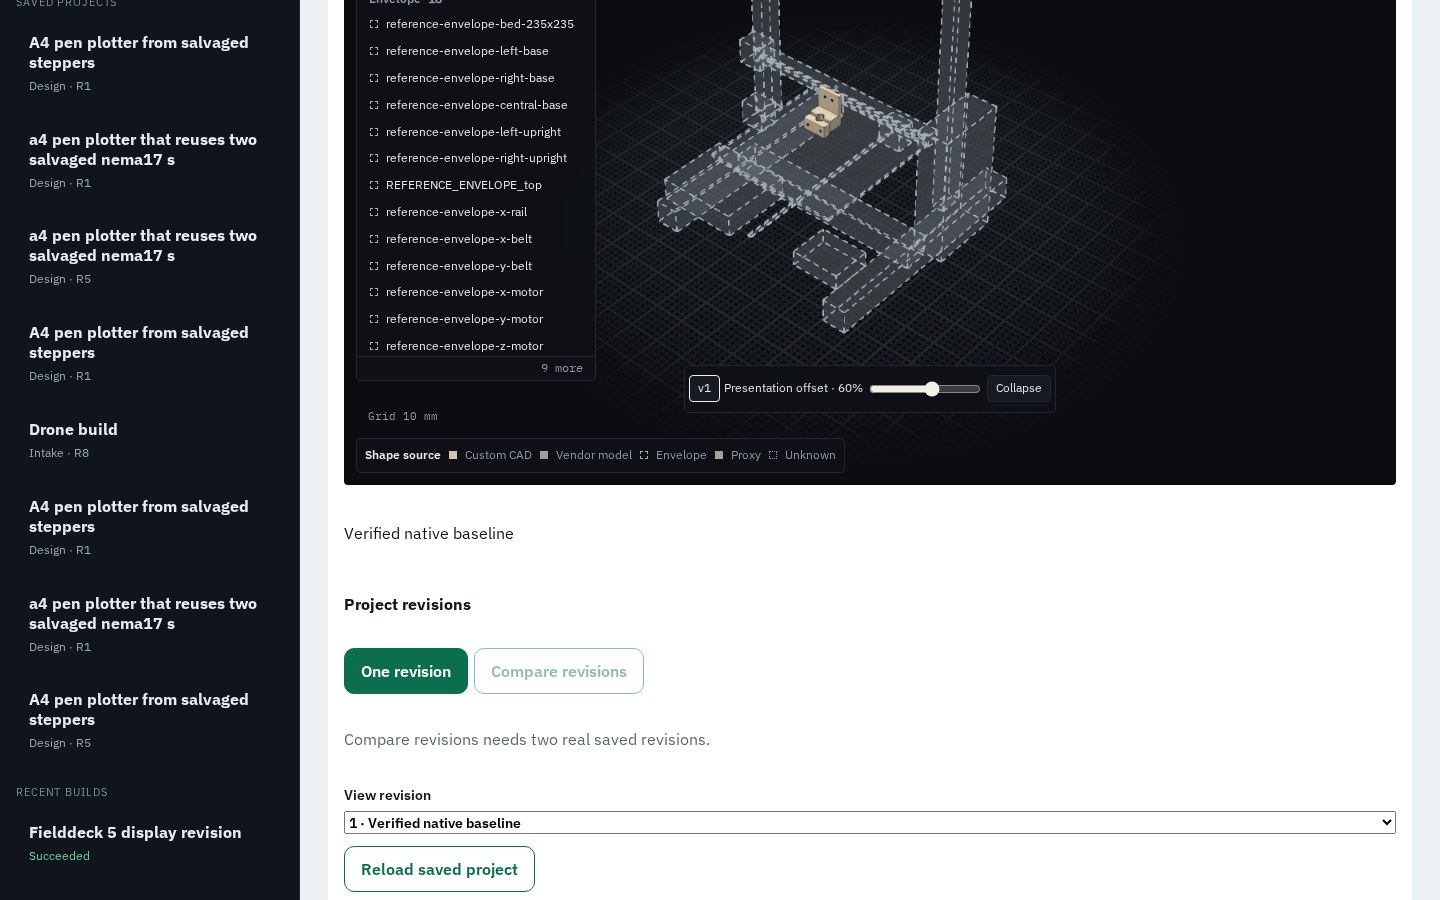 SAVED PROJECTS
A4 pen plotter from salvaged
steppers
Design · R1
a4 pen plotter that reuses two
salvaged nema17 s
Design · R1
a4 pen plotter that reuses two
salvaged nema17 s
Design · R5
A4 pen plotter from salvaged
steppers
Design · R1
Drone build
Intake · R8
A4 pen plotter from salvaged
steppers
Design · R1
a4 pen plotter that reuses two
salvaged nema17 s
Design · R1
A4 pen plotter from salvaged
steppers
Design · R5
RECENT BUILDS
Fielddeck 5 display revision
Succeeded
Envelope 18
reference-envelope-bed-235x235
reference-envelope-left-base
reference-envelope-right-base
reference-envelope-central-base
reference-envelope-left-upright
reference-envelope-right-upright
REFERENCE_ENVELOPE_top
reference-envelope-x-rail
reference-envelope-x-belt
reference-envelope-y-belt
reference-envelope-x-motor
reference-envelope-y-motor
reference-envelope-z-motor
9 more
v1 Presentation offset · 60% Collapse
Grid 10 mm
Shape source Custom CAD Vendor model Envelope Proxy Unknown
Verified native baseline
Project revisions
One revision Compare revisions
Compare revisions needs two real saved revisions.
View revision
1 · Verified native baseline
Reload saved project